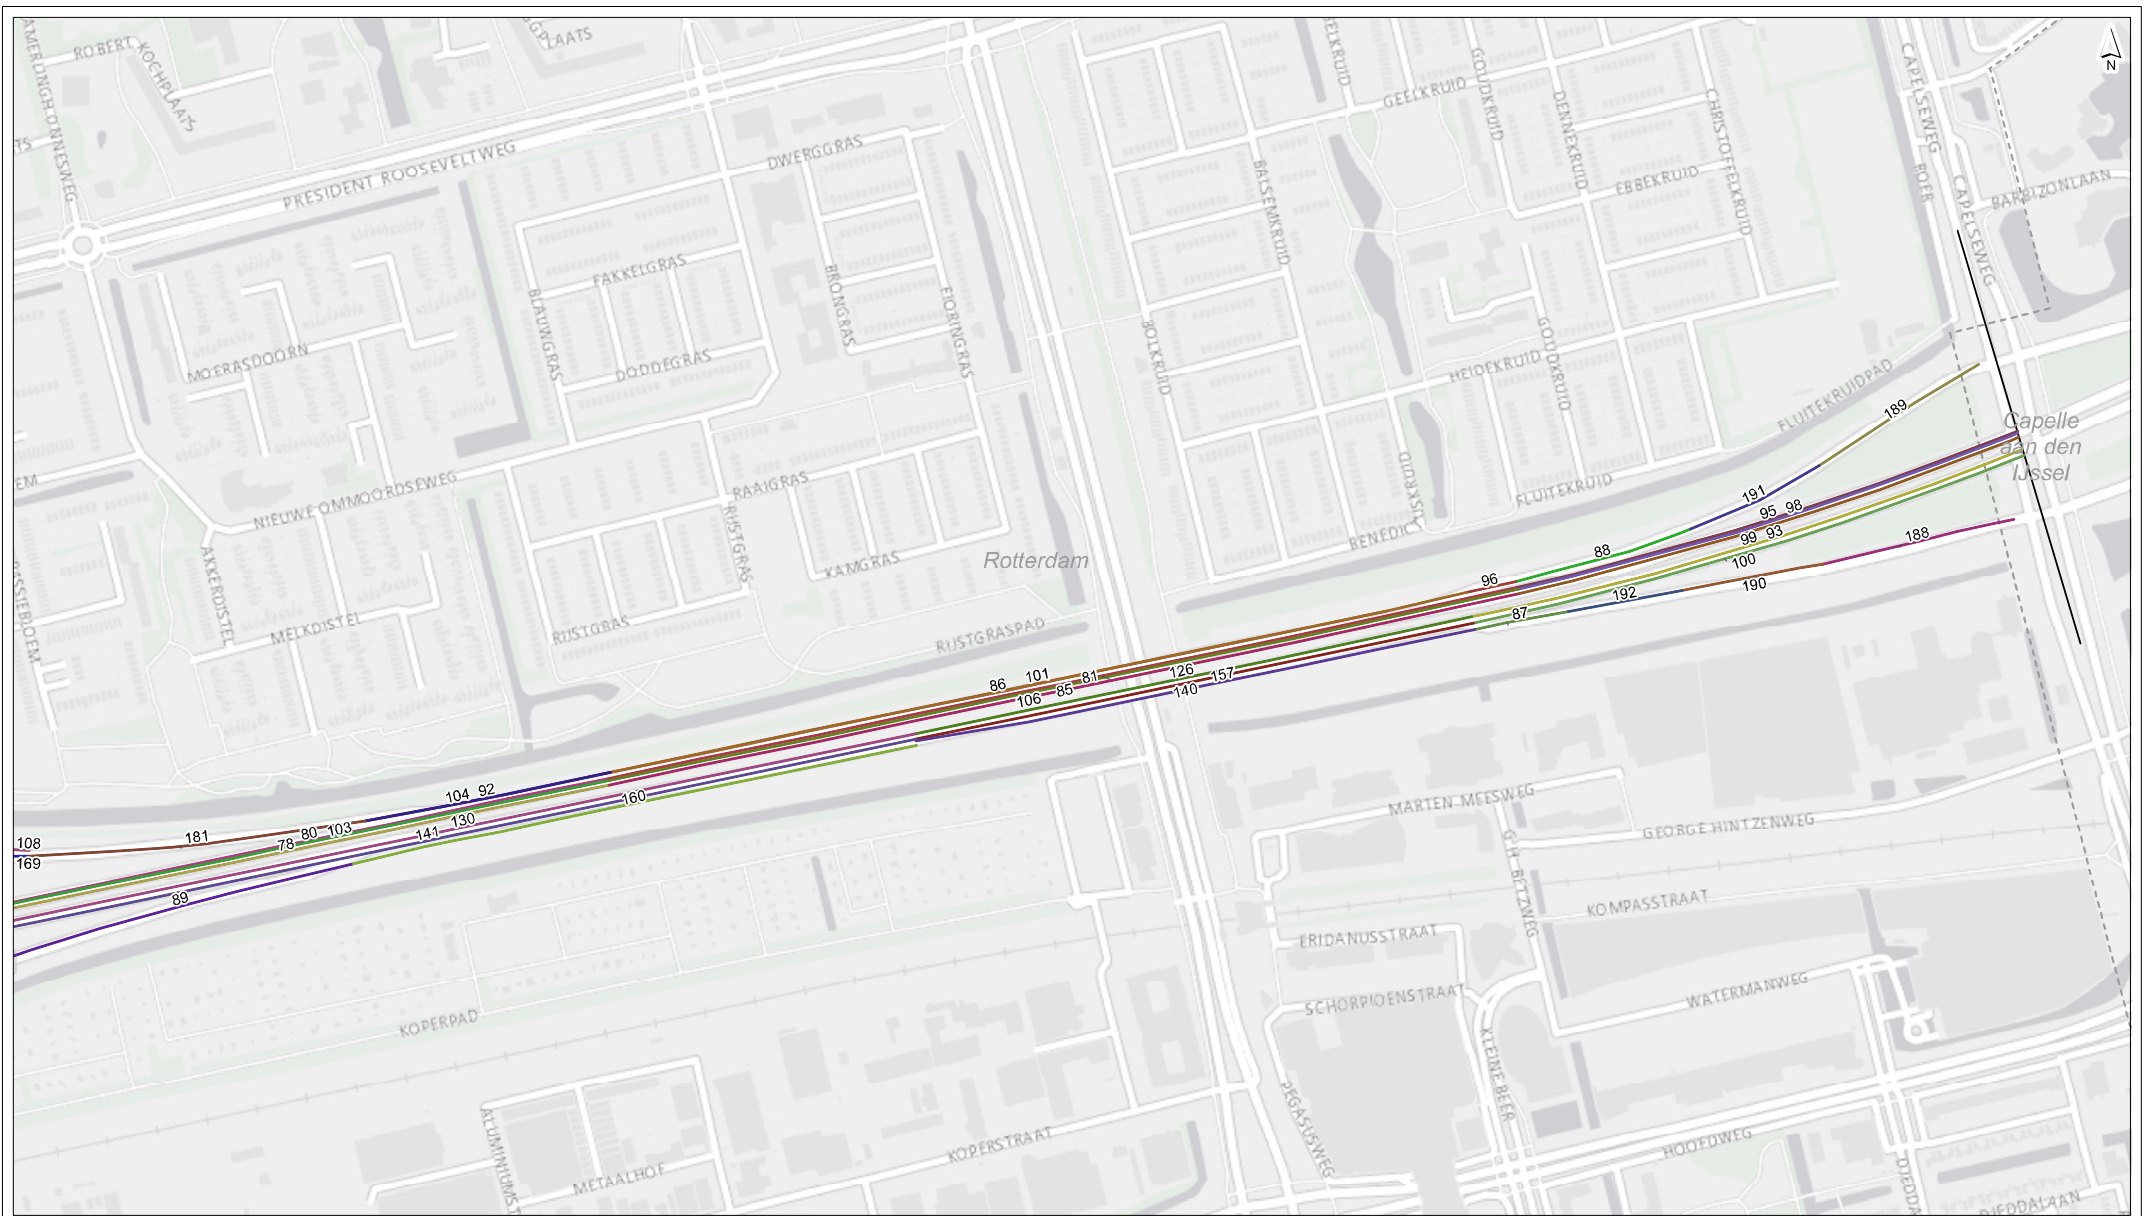 ROBERT
KOCHPLAATS
PLAATS
N
GEELKRUID
GOUDKRUID
DENNEKRUID
CHRISTOFFELKRUID
CAPELSEWEG
PRESIDENT ROOSEVELTWEG
DWERGGRAS
BALSEMKRUID
EBBEKRUID
BOER
CAPELSEWEG
BARBIZONLAAN
FAKKELGRAS
BLAUWGRAS
BRONGRAS
FIORINGRAS
BOLKRUID
GOUDKRUID
MOERASDOORN
DODDEGRAS
HEIDEKRUID
FLUITEKRUIDPAD
189
Capelle
aan den
IJssel
NIEUWE OMMOORDSEWEG
RAAIGRAS
RIJSTGRAS
FLUITEKRUID
191
95 98
99 93
188
Rotterdam
KAMGRAS
88
96
100
190
192
87
AKKERDISTEL
MELKDISTEL
RIJSTGRAS
RIJSTGRASPAD
86 101
81
85
106
126
157
140
104 92
160
108
181
80 103
130
141
78
169
89
MARTEN MEESWEG
GEORGE HINTZENWEG
G.H. BETZWEG
KOMPASSTRAAT
ERIDANUSSTRAAT
SCHORPIOENSTRAAT
WATERMANWEG
KOPERPAD
KLEINE BEER
PEGASUSWEG
KOPERSTRAAT
HOOFDWEG
METAALHOF
DJEDDALAAN